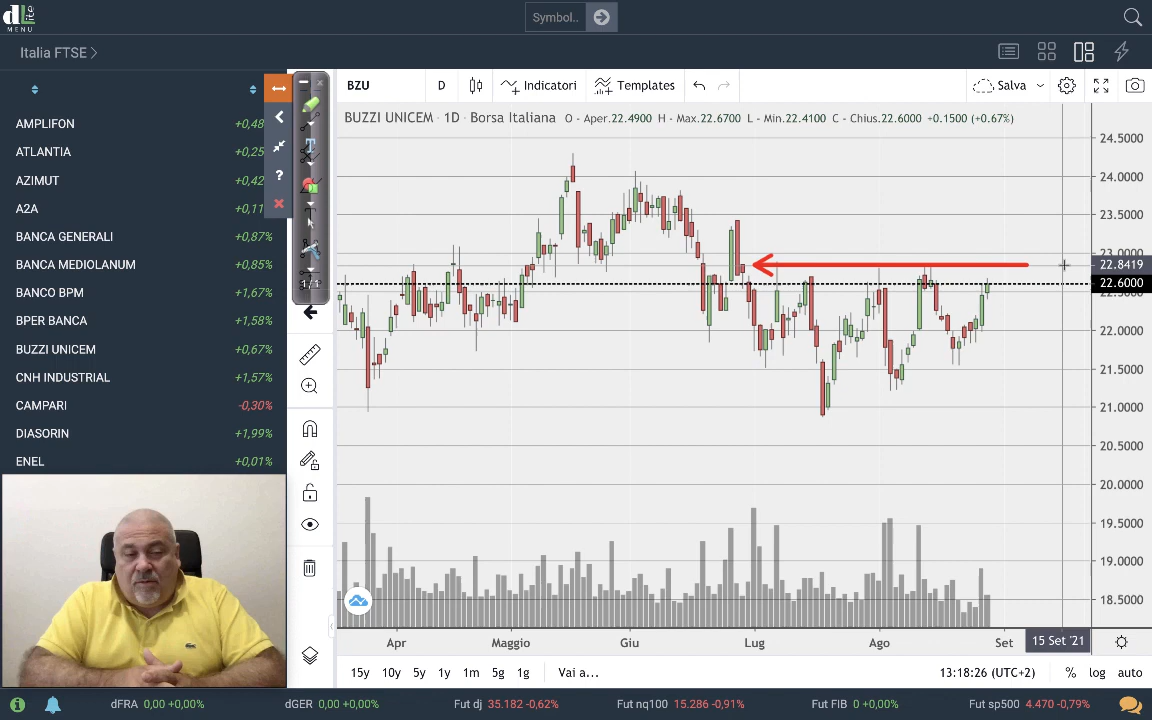 dLite
MENU
Symbol..
Italia FTSE
AMPLIFON +0,48
ATLANTIA +0,25
AZIMUT +0,42
A2A +0,11
BANCA GENERALI +0,87%
BANCA MEDIOLANUM +0,85%
BANCO BPM +1,67%
BPER BANCA +1,58%
BUZZI UNICEM +0,67%
CNH INDUSTRIAL +1,57%
CAMPARI -0,30%
DIASORIN +1,99%
ENEL +0,01%
?
T
1/1
BZU D Indicatori Templates Salva
BUZZI UNICEM · 1D · Borsa Italiana O - Aper.22.4900 H - Max.22.6700 L - Min.22.4100 C - Chius.22.6000 +0.1500 (+0.67%)
24.5000
24.0000
23.5000
23.0000
22.8419
22.6000
22.0000
21.5000
21.0000
20.5000
20.0000
19.5000
19.0000
18.5000
Apr Maggio Giu Lug Ago Set 15 Set '21
15y 10y 5y 1y 1m 5g 1g Vai a... 13:18:26 (UTC+2) % log auto
dFRA 0,00 +0,00% dGER 0,00 +0,00% Fut dj 35.182 -0,62% Fut nq100 15.286 -0,91% Fut FIB 0 +0,00% Fut sp500 4.470 -0,79%